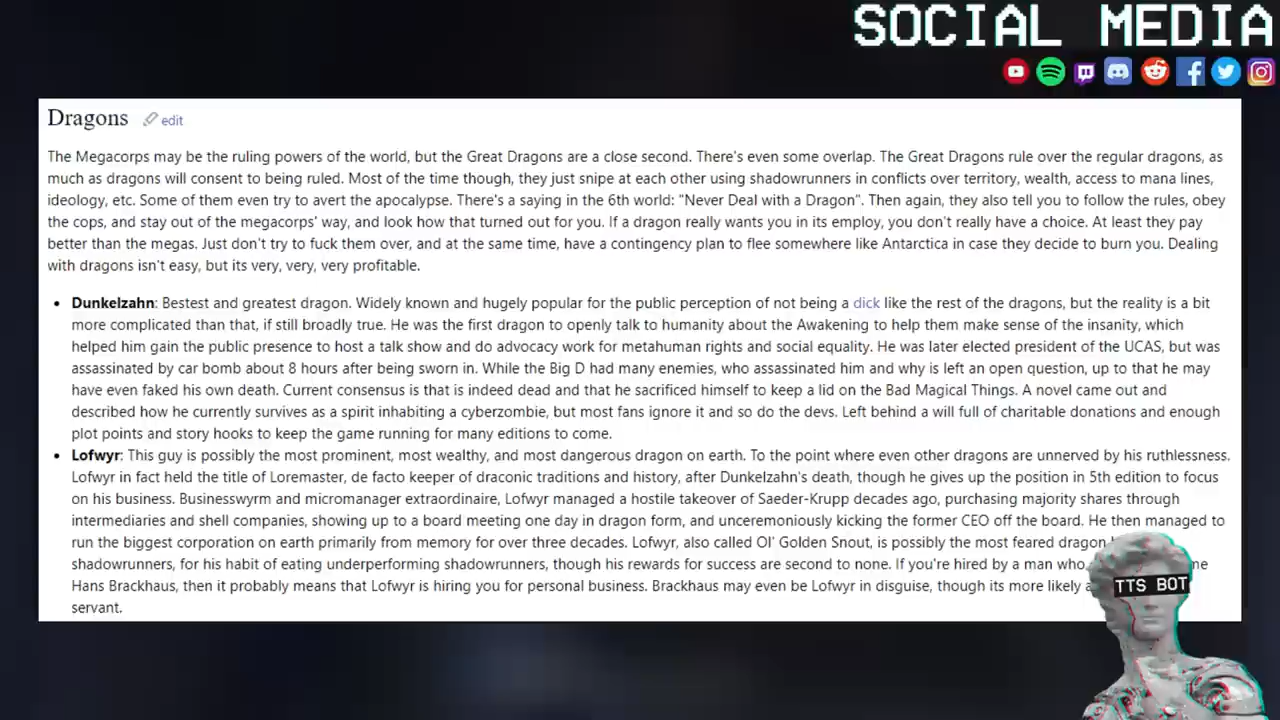 SOCIAL MEDIA
Dragons edit
The Megacorps may be the ruling powers of the world, but the Great Dragons are a close second. There's even some overlap. The Great Dragons rule over the regular dragons, as
much as dragons will consent to being ruled. Most of the time though, they just snipe at each other using shadowrunners in conflicts over territory, wealth, access to mana lines,
ideology, etc. Some of them even try to avert the apocalypse. There's a saying in the 6th world: "Never Deal with a Dragon". Then again, they also tell you to follow the rules, obey
the cops, and stay out of the megacorps' way, and look how that turned out for you. If a dragon really wants you in its employ, you don't really have a choice. At least they pay
better than the megas. Just don't try to fuck them over, and at the same time, have a contingency plan to flee somewhere like Antarctica in case they decide to burn you. Dealing
with dragons isn't easy, but its very, very, very profitable.
• Dunkelzahn: Bestest and greatest dragon. Widely known and hugely popular for the public perception of not being a dick like the rest of the dragons, but the reality is a bit
more complicated than that, if still broadly true. He was the first dragon to openly talk to humanity about the Awakening to help them make sense of the insanity, which
helped him gain the public presence to host a talk show and do advocacy work for metahuman rights and social equality. He was later elected president of the UCAS, but was
assassinated by car bomb about 8 hours after being sworn in. While the Big D had many enemies, who assassinated him and why is left an open question, up to that he may
have even faked his own death. Current consensus is that is indeed dead and that he sacrificed himself to keep a lid on the Bad Magical Things. A novel came out and
described how he currently survives as a spirit inhabiting a cyberzombie, but most fans ignore it and so do the devs. Left behind a will full of charitable donations and enough
plot points and story hooks to keep the game running for many editions to come.
• Lofwyr: This guy is possibly the most prominent, most wealthy, and most dangerous dragon on earth. To the point where even other dragons are unnerved by his ruthlessness.
Lofwyr in fact held the title of Loremaster, de facto keeper of draconic traditions and history, after Dunkelzahn's death, though he gives up the position in 5th edition to focus
on his business. Businesswyrm and micromanager extraordinaire, Lofwyr managed a hostile takeover of Saeder-Krupp decades ago, purchasing majority shares through
intermediaries and shell companies, showing up to a board meeting one day in dragon form, and unceremoniously kicking the former CEO off the board. He then managed to
run the biggest corporation on earth primarily from memory for over three decades. Lofwyr, also called Ol' Golden Snout, is possibly the most feared dragon
shadowrunners, for his habit of eating underperforming shadowrunners, though his rewards for success are second to none. If you're hired by a man who
Hans Brackhaus, then it probably means that Lofwyr is hiring you for personal business. Brackhaus may even be Lofwyr in disguise, though its more likely
servant.
TTS BOT